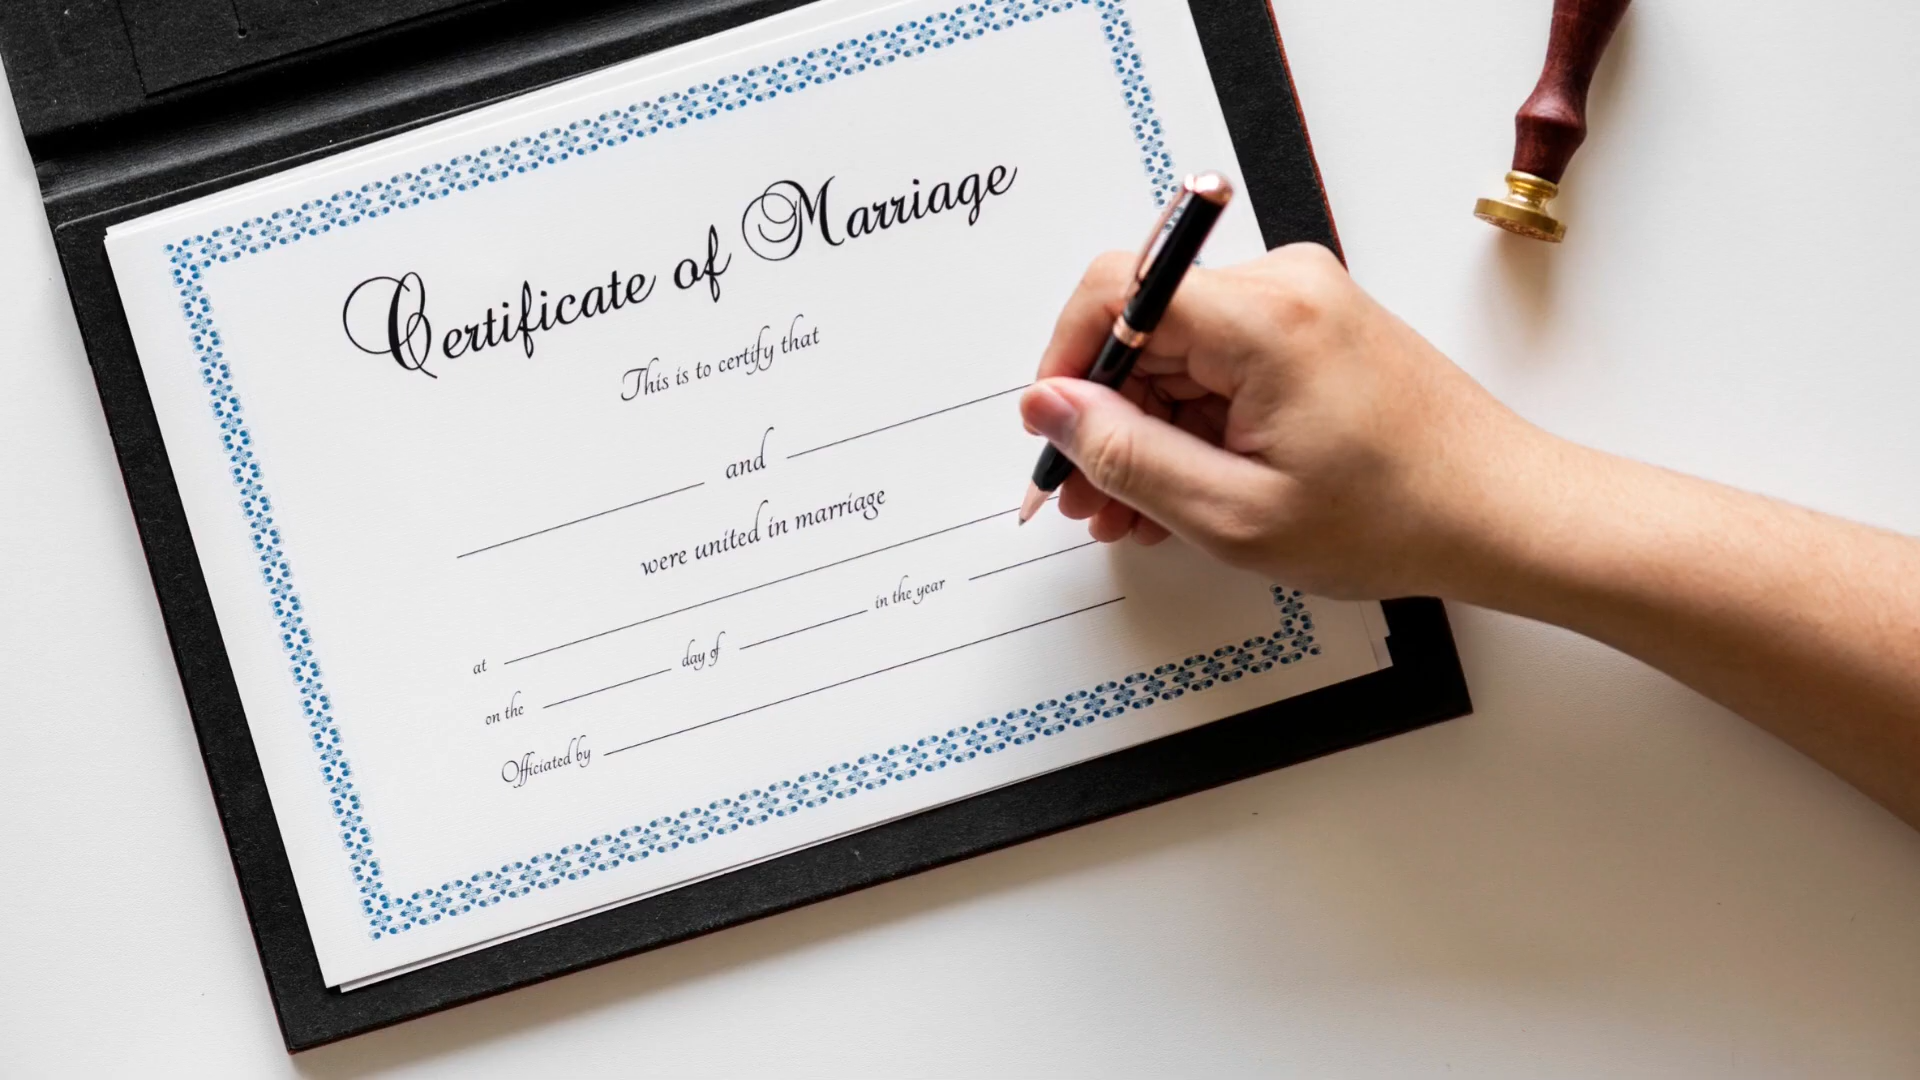 Certificate of Marriage
This is to certify that
and
were united in marriage
at
on the day of in the year
Officiated by